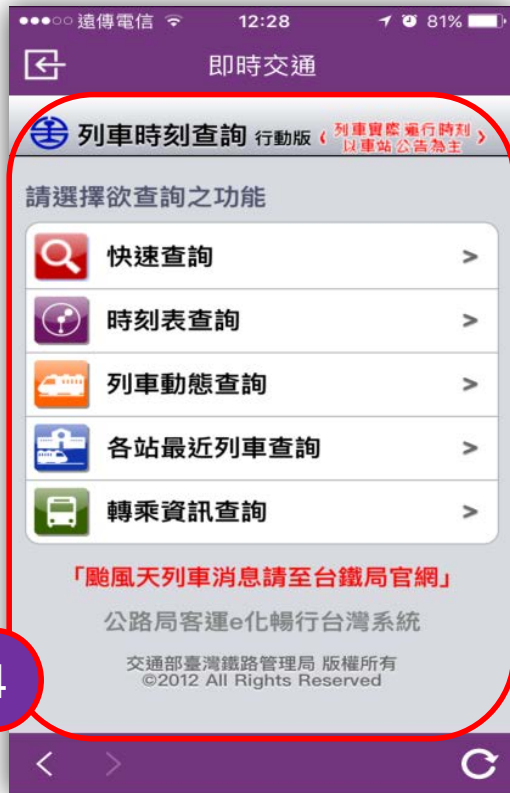 遠傳電信 12:28 81%
即時交通
列車時刻查詢 行動版 列車實際運行時刻
以車站公告為主
請選擇欲查詢之功能
快速查詢 >
時刻表查詢 >
列車動態查詢 >
各站最近列車查詢 >
轉乘資訊查詢 >
「颱風天列車消息請至台鐵局官網」
公路局客運e化暢行台灣系統
交通部臺灣鐵路管理局 版權所有
©2012 All Rights Reserved
4